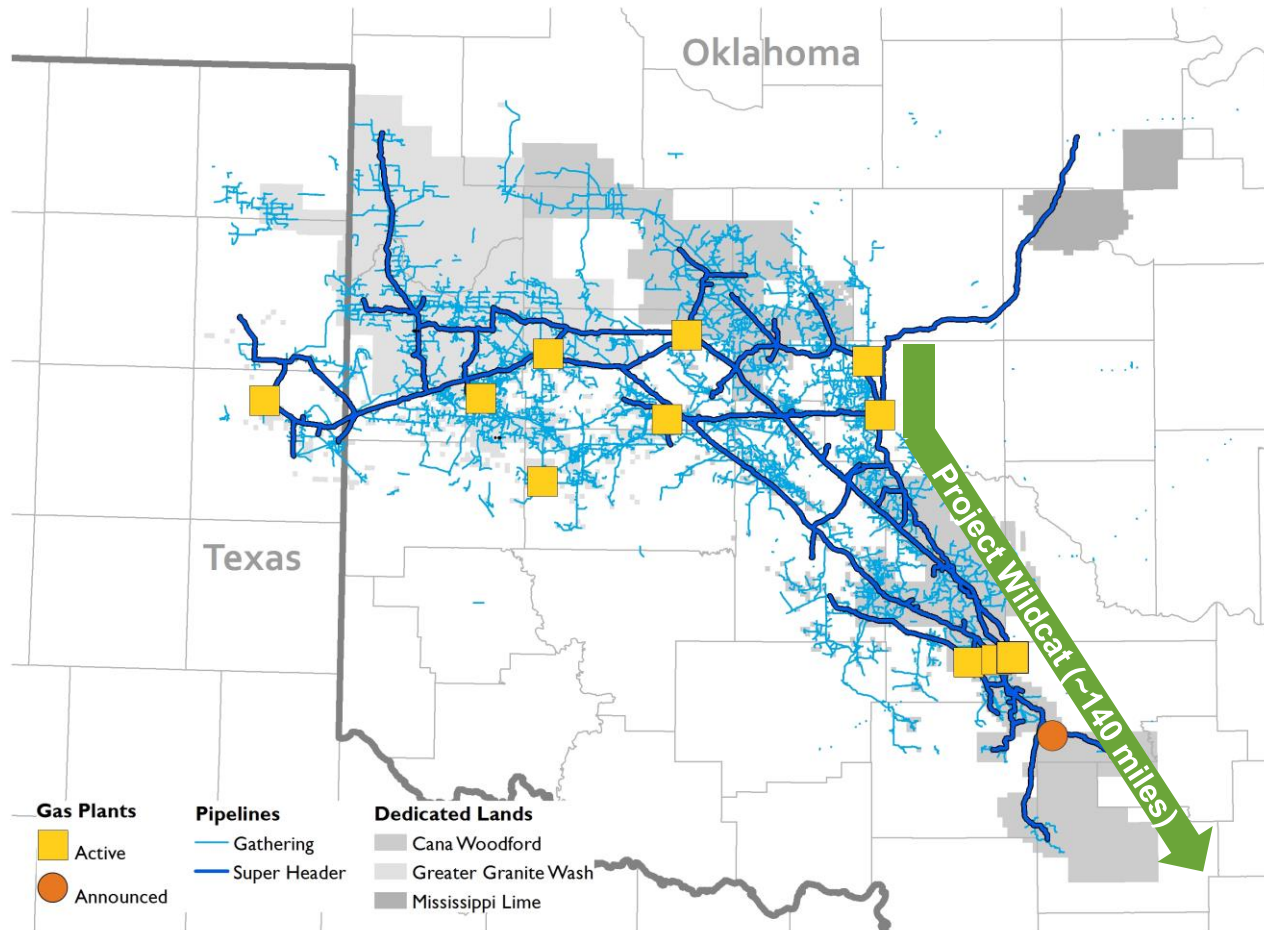 Oklahoma
Texas
Project Wildcat (~140 miles)
Gas Plants
Active
Announced
Pipelines
Gathering
Super Header
Dedicated Lands
Cana Woodford
Greater Granite Wash
Mississippi Lime